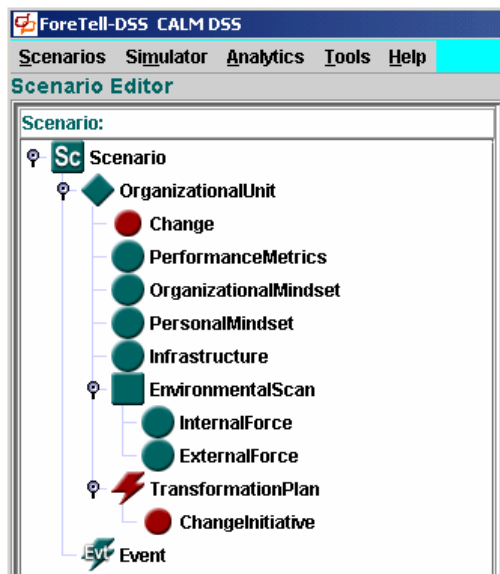 ForeTell-DSS CALM DSS
Scenarios Simulator Analytics Tools Help
Scenario Editor
Scenario:
Sc Scenario
OrganizationalUnit
Change
PerformanceMetrics
OrganizationalMindset
PersonalMindset
Infrastructure
EnvironmentalScan
InternalForce
ExternalForce
TransformationPlan
ChangeInitiative
Evt Event